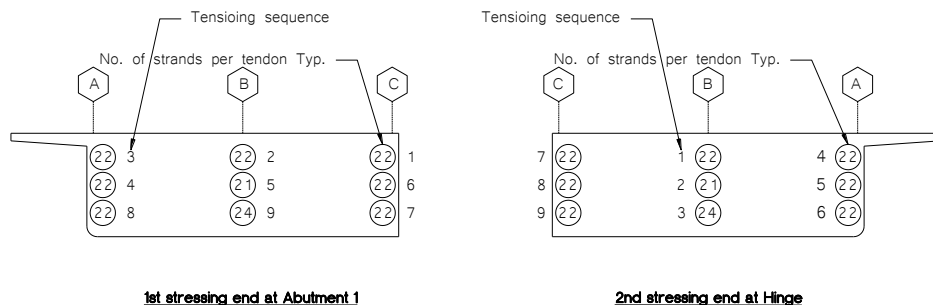 Tensioing sequence Tensioing sequence
No. of strands per tendon Typ. No. of strands per tendon Typ.
A B C C B A
22 3 22 2 22 1 7 22 1 22 4 22
22 4 21 5 22 6 8 22 2 21 5 22
22 8 24 9 22 7 9 22 3 24 6 22
1st stressing end at Abutment 1 2nd stressing end at Hinge